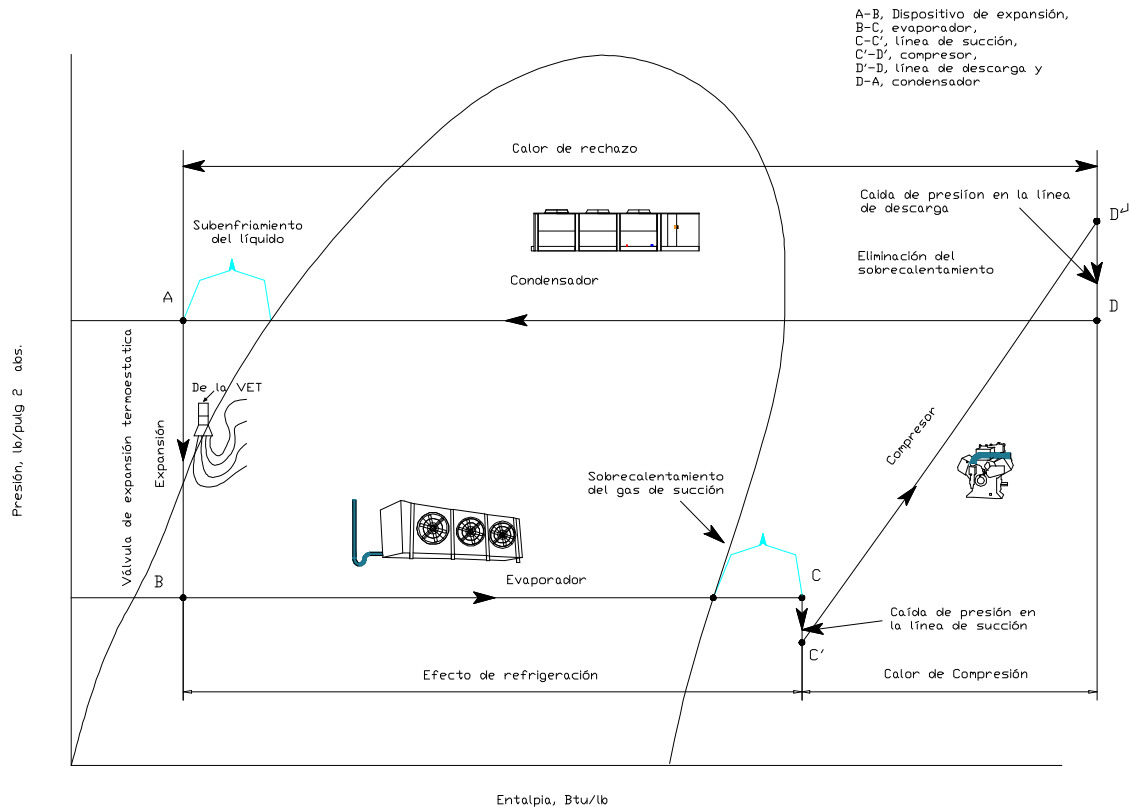 A-B, Dispositivo de expansión,
B-C, evaporador,
C-C', línea de succión,
C'-D', compresor,
D'-D, línea de descarga y
D-A, condensador
Calor de rechazo
Caida de presiíon en la línea
de descarga
D'
Subenfriamiento
del líquido
Eliminación del
sobrecalentamiento
Condensador
A
D
Presión, lb/pulg 2 abs.
Válvula de expansión termoestatica
Expansión
De la VET
Compresor
Sobrecalentamiento
del gas de succión
B
Evaporador
C
Caída de presión en
la línea de succión
C'
Efecto de refrigeración
Calor de Compresión
Entalpia, Btu/lb